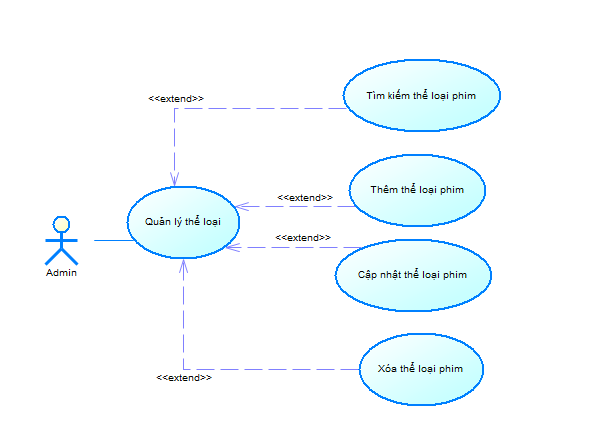 Tìm kiếm thể loại phim
<<extend>>
Thêm thể loại phim
<<extend>>
Quản lý thể loại
<<extend>>
Admin
Cập nhật thể loại phim
Xóa thể loại phim
<<extend>>